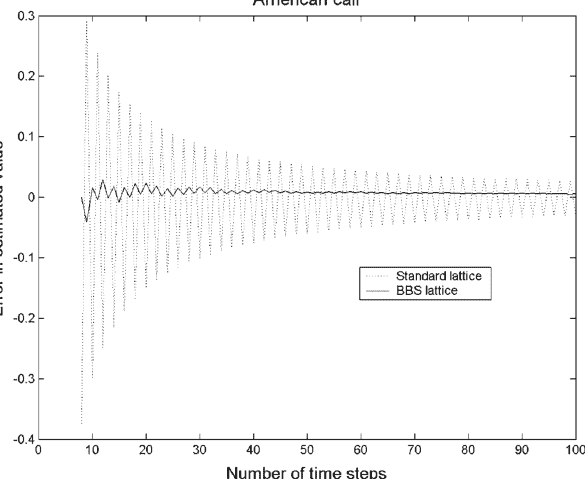 American call
0.3
0.2
0.1
0
-0.1
-0.2
-0.3
-0.4
Error in estimated value
Standard lattice
BBS lattice
0 10 20 30 40 50 60 70 80 90 100
Number of time steps